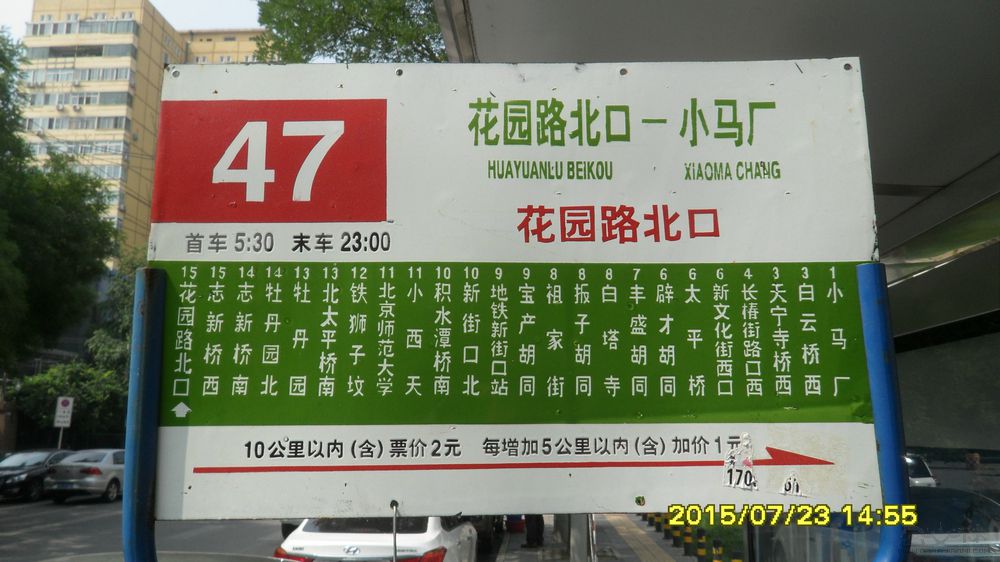 47
花园路北口 — 小马厂
HUAYUANLU BEIKOU XIAOMA CHANG
花园路北口
首车 5:30 末车 23:00
15 花园路北口
15 志新桥西
14 志新桥南
14 牡丹园北
13 牡丹园
13 北太平桥南
12 铁狮子坟
11 北京师范大学
11 小西天
10 积水潭桥南
10 新街口北
9 地铁新街口站
9 宝产胡同
8 祖家街
8 报子胡同
8 白塔寺
7 丰盛胡同
6 辟才胡同
6 太平桥
6 新文化街西口
4 长椿街路口西
3 天宁寺桥西
3 白云桥西
1 小马厂
10公里以内 (含) 票价2元 每增加5公里以内 (含) 加价1元
170
2015/07/23 14:55